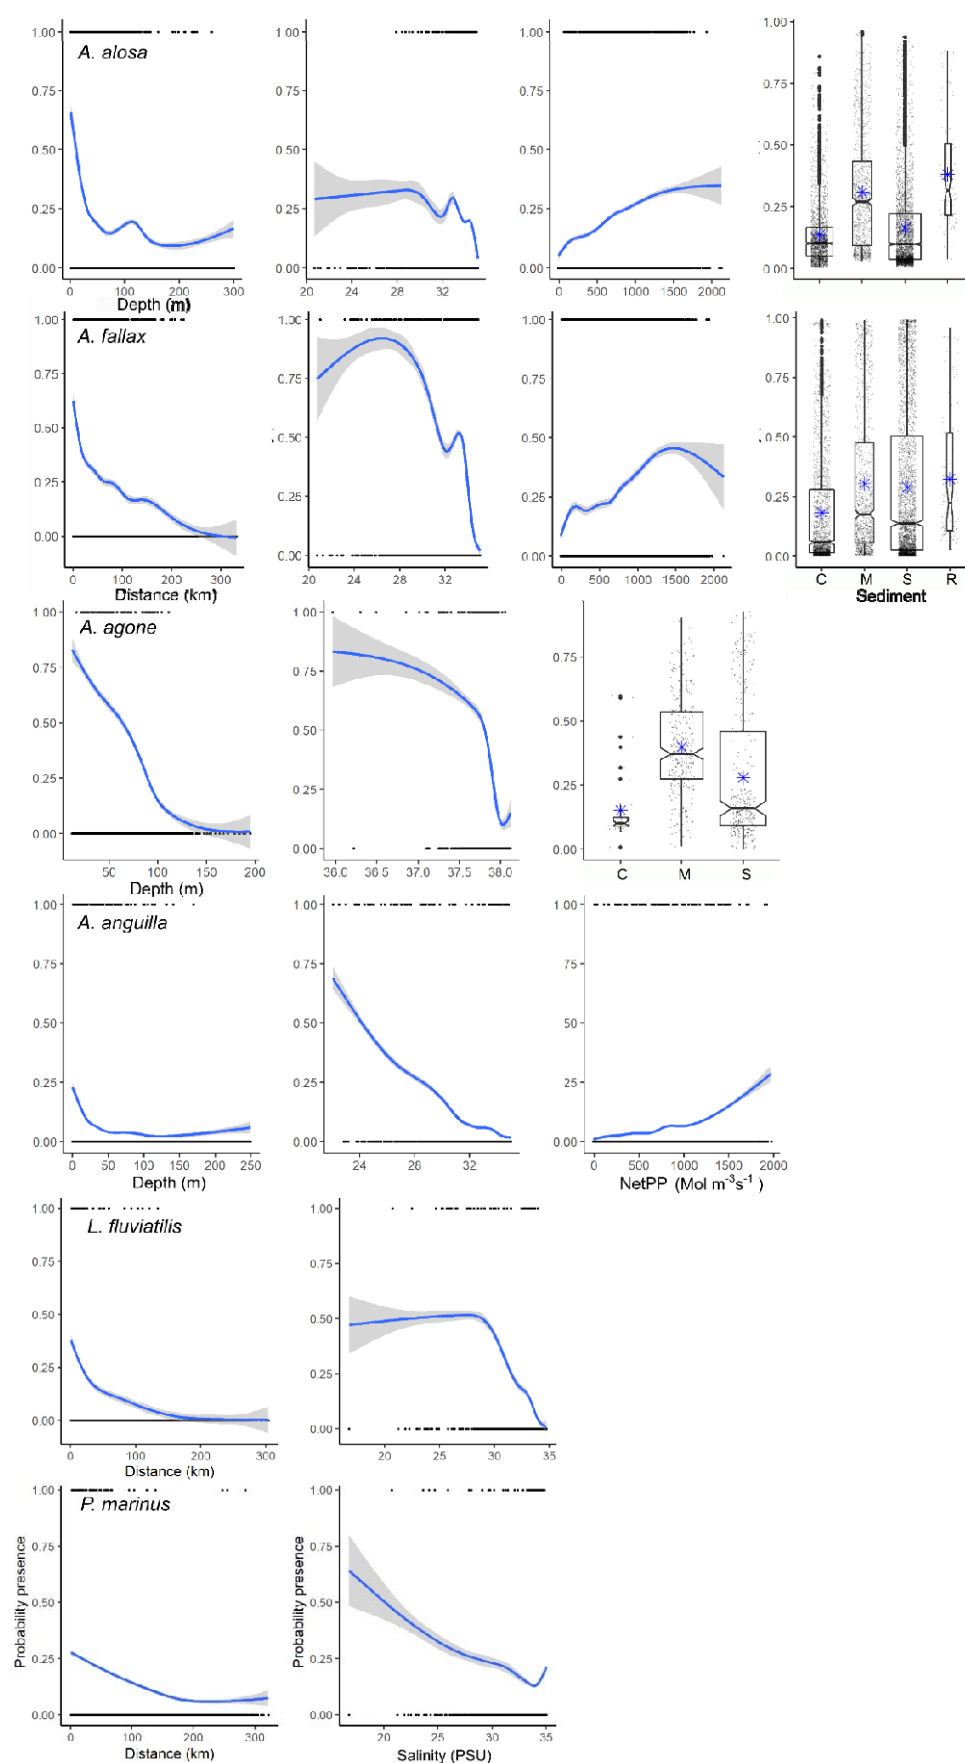 A. alosa
1.00 0.75 0.50 0.25 0.00
0 100 200 300
Depth (m)
1.00 0.75 0.50 0.25 0.00
20 24 28 32
1.00 0.75 0.50 0.25 0.00
0 500 1000 1500 2000
1.00 0.75 0.50 0.25 0.00
A. fallax
1.00 0.75 0.50 0.25 0.00
0 100 200 300
Distance (km)
1.00 0.75 0.50 0.25 0.00
20 24 28 32
1.00 0.75 0.50 0.25 0.00
0 500 1000 1500 2000
1.00 0.75 0.50 0.25 0.00
C M S R
Sediment
A. agone
1.00 0.75 0.50 0.25 0.00
50 100 150 200
Depth (m)
1.00 0.75 0.50 0.25 0.00
36.0 36.5 37.0 37.5 38.0
0.75 0.50 0.25 0.00
C M S
A. anguilla
1.00 0.75 0.50 0.25 0.00
0 50 100 150 200 250
Depth (m)
1.00 0.75 0.50 0.25 0.00
24 28 32
1.00 75 50 25 0.00
0 500 1000 1500 2000
NetPP (Mol m⁻³s⁻¹ )
L. fluviatilis
1.00 0.75 0.50 0.25 0.00
0 100 200 300
Distance (km)
1.00 0.75 0.50 0.25 0.00
20 25 30 35
P. marinus
Probability presence
1.00 0.75 0.50 0.25 0.00
0 100 200 300
Distance (km)
Probability presence
1.00 0.75 0.50 0.25 0.00
20 25 30 35
Salinity (PSU)